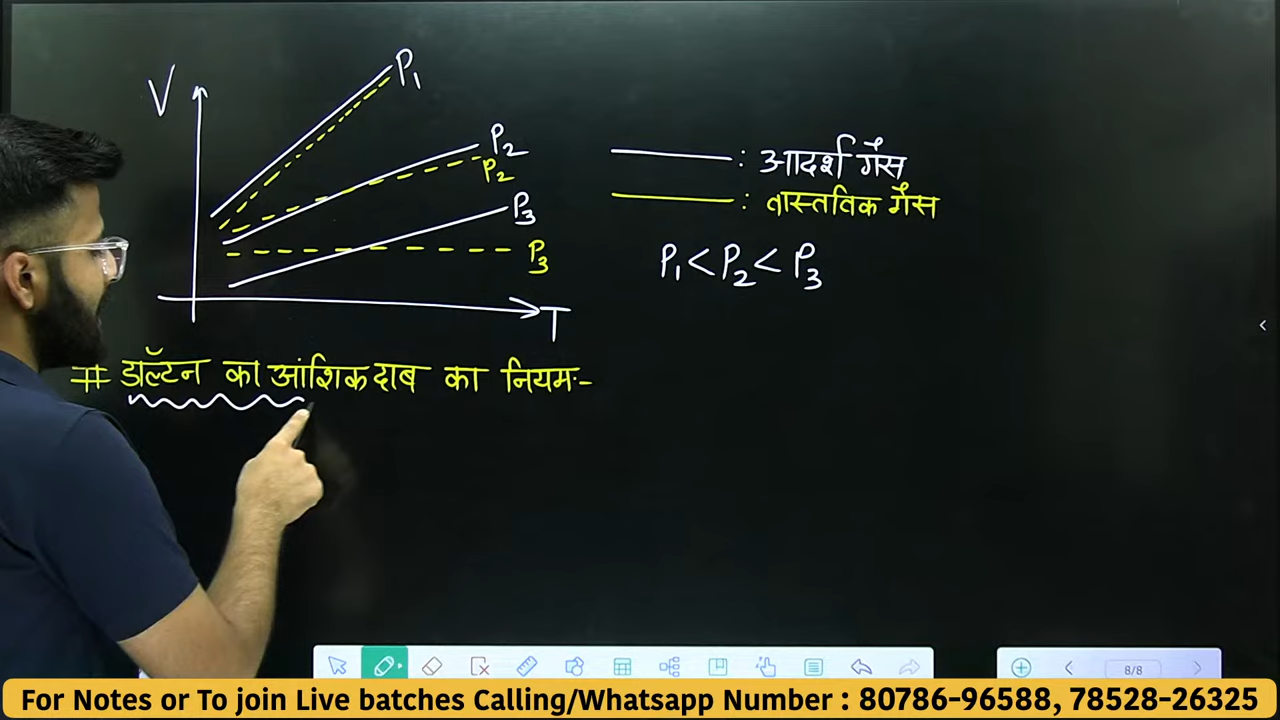 V
P₁
P₂
P₂
P₃
P₃
T
: आदर्श गैस
: वास्तविक गैस
P₁ < P₂ < P₃
# डॉल्टन का आंशिक दाब का नियम:-
8/8
For Notes or To join Live batches Calling/Whatsapp Number : 80786-96588, 78528-26325